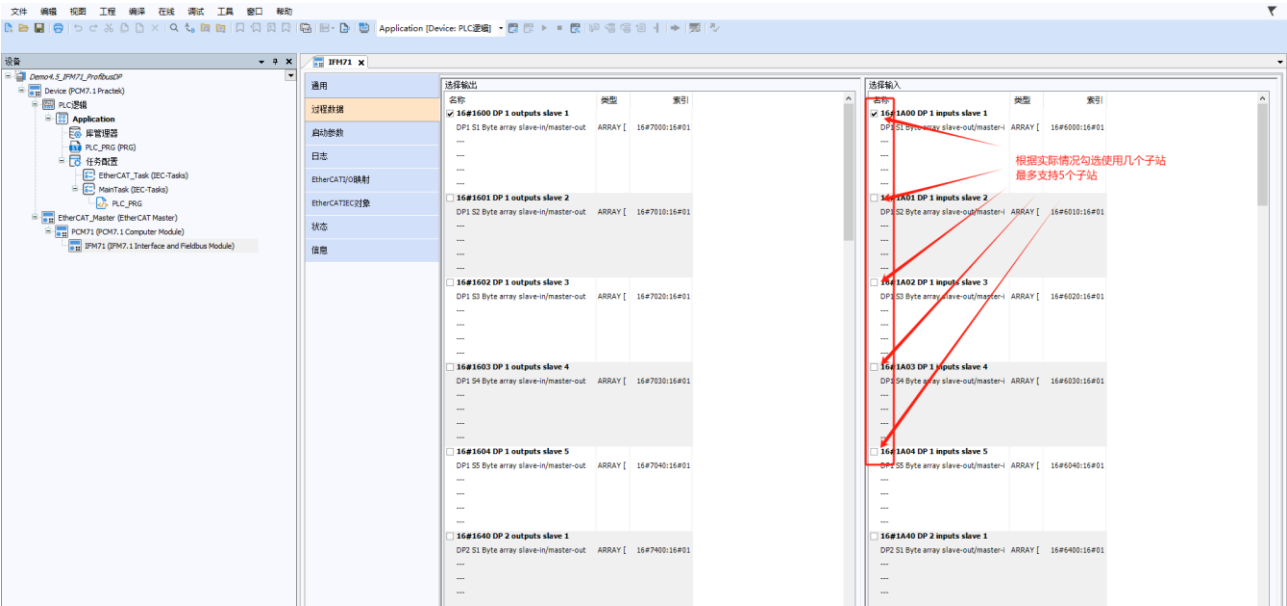 文件 编辑 视图 工程 编译 在线 调试 工具 窗口 帮助
Application [Device: PLC逻辑]
设备
Demo4.5_IFM71_ProfibusDP
Device (PCM7.1 Practek)
PLC逻辑
Application
库管理器
PLC_PRG (PRG)
任务配置
EtherCAT_Task (IEC-Tasks)
MainTask (IEC-Tasks)
PLC_PRG
EtherCAT_Master (EtherCAT Master)
PCM71 (PCM7.1 Computer Module)
IFM71 (IFM7.1 Interface and Fieldbus Module)
IFM71
通用
过程数据
启动参数
日志
EtherCATI/O映射
EtherCATIEC对象
状态
信息
选择输出
名称 类型 索引
16#1600 DP 1 outputs slave 1
DP1 S1 Byte array slave-in/master-out ARRAY [ 16#7000:16#01
---
---
---
---
16#1601 DP 1 outputs slave 2
DP1 S2 Byte array slave-in/master-out ARRAY [ 16#7010:16#01
---
---
---
---
16#1602 DP 1 outputs slave 3
DP1 S3 Byte array slave-in/master-out ARRAY [ 16#7020:16#01
---
---
---
---
16#1603 DP 1 outputs slave 4
DP1 S4 Byte array slave-in/master-out ARRAY [ 16#7030:16#01
---
---
---
---
16#1604 DP 1 outputs slave 5
DP1 S5 Byte array slave-in/master-out ARRAY [ 16#7040:16#01
---
---
---
---
16#1640 DP 2 outputs slave 1
DP2 S1 Byte array slave-in/master-out ARRAY [ 16#7400:16#01
---
---
---
选择输入
名称 类型 索引
16#1A00 DP 1 inputs slave 1
DP1 S1 Byte array slave-out/master-i ARRAY [ 16#6000:16#01
---
---
---
---
16#1A01 DP 1 inputs slave 2
DP1 S2 Byte array slave-out/master-i ARRAY [ 16#6010:16#01
---
---
---
---
16#1A02 DP 1 inputs slave 3
DP1 S3 Byte array slave-out/master-i ARRAY [ 16#6020:16#01
---
---
---
---
16#1A03 DP 1 inputs slave 4
DP1 S4 Byte array slave-out/master-i ARRAY [ 16#6030:16#01
---
---
---
---
16#1A04 DP 1 inputs slave 5
DP1 S5 Byte array slave-out/master-i ARRAY [ 16#6040:16#01
---
---
---
---
16#1A40 DP 2 inputs slave 1
DP2 S1 Byte array slave-out/master-i ARRAY [ 16#6400:16#01
---
---
---
根据实际情况勾选使用几个子站
最多支持5个子站